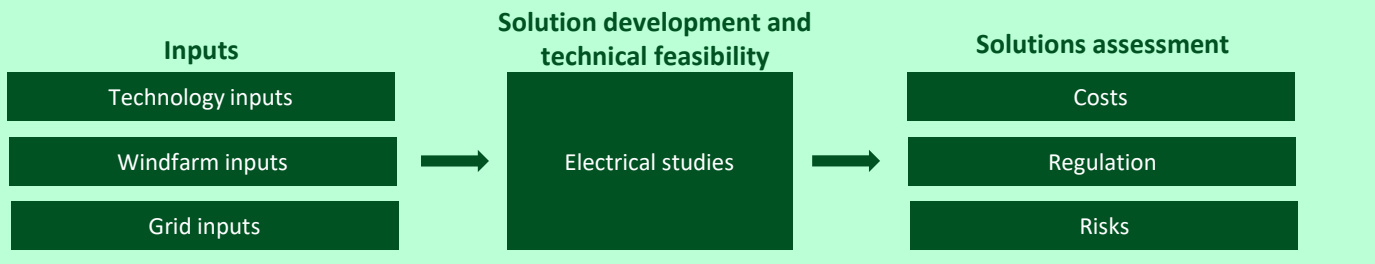 Inputs
Technology inputs
Windfarm inputs
Grid inputs
Solution development and
technical feasibility
Electrical studies
Solutions assessment
Costs
Regulation
Risks